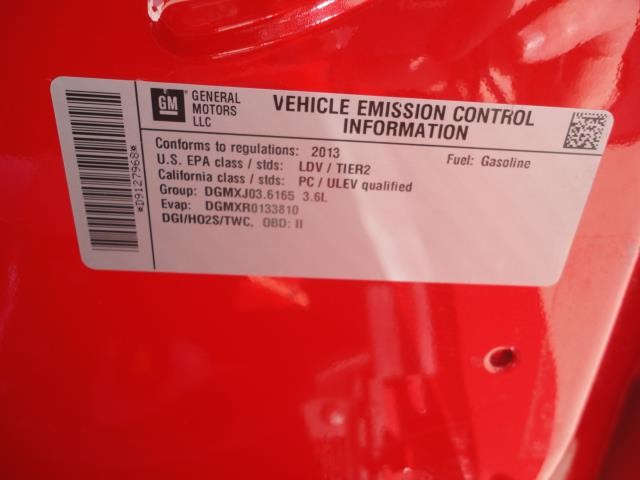 *D9127968*
GM GENERAL MOTORS LLC
VEHICLE EMISSION CONTROL
INFORMATION
Conforms to regulations: 2013
Fuel: Gasoline
U.S. EPA class / stds: LDV / TIER2
California class / stds: PC / ULEV qualified
Group: DGMXJ03.6165 3.6L
Evap: DGMXR0133810
DGI/HO2S/TWC, OBD: II